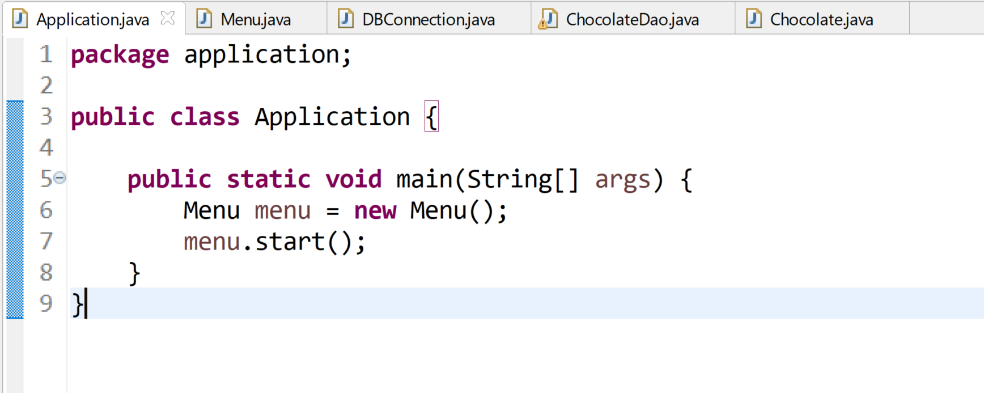 Application.java
Menu.java
DBConnection.java
ChocolateDao.java
Chocolate.java
1 package application;
2
3 public class Application {
4
5 public static void main(String[] args) {
6 Menu menu = new Menu();
7 menu.start();
8 }
9 }